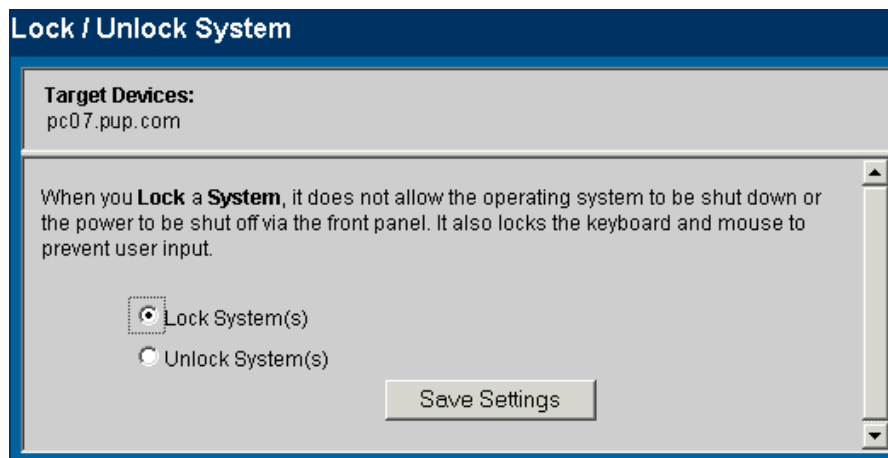 Lock / Unlock System
Target Devices:
pc07.pup.com
When you Lock a System, it does not allow the operating system to be shut down or
the power to be shut off via the front panel. It also locks the keyboard and mouse to
prevent user input.
Lock System(s)
Unlock System(s)
Save Settings